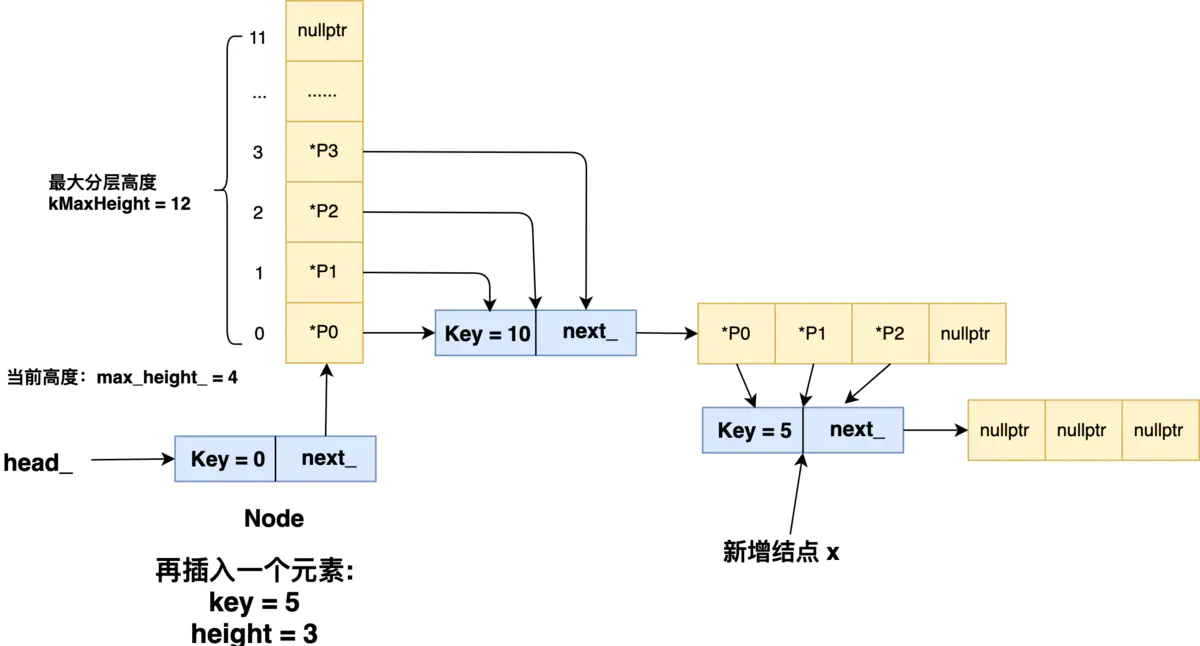 11
nullptr
...
......
3
*P3
最大分层高度
kMaxHeight = 12
2
*P2
1
*P1
0
*P0
Key = 10
next_
*P0
*P1
*P2
nullptr
当前高度：max_height_ = 4
Key = 5
next_
nullptr
nullptr
nullptr
head_
Key = 0
next_
Node
新增结点 x
再插入一个元素:
key = 5
height = 3